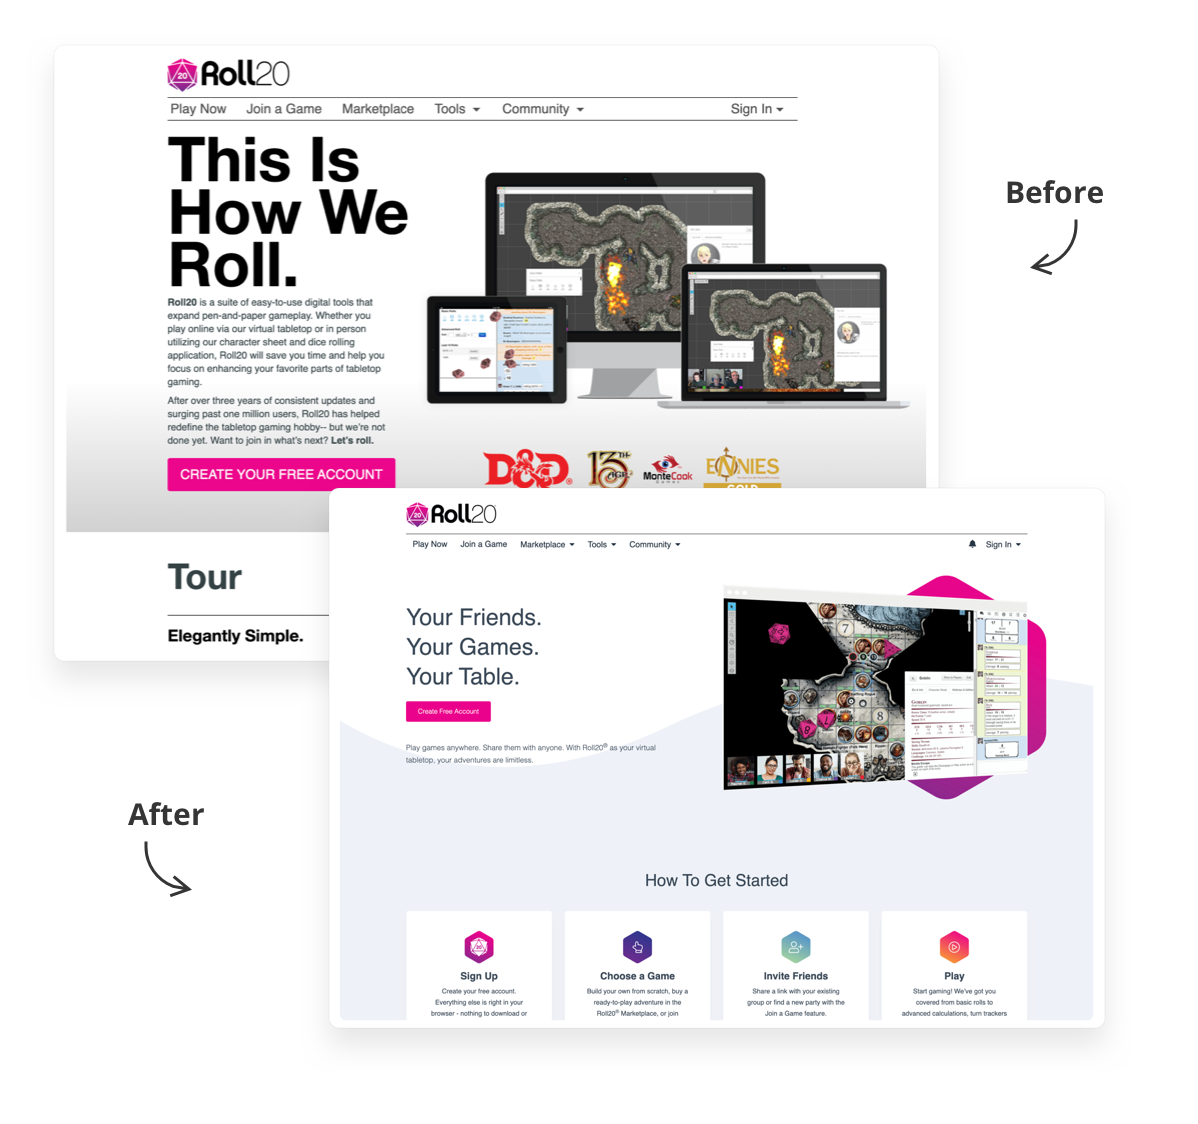 20 Roll20
Play Now Join a Game Marketplace Tools Community Sign In
This Is
How We
Roll.
Roll20 is a suite of easy-to-use digital tools that
expand pen-and-paper gameplay. Whether you
play online via our virtual tabletop or in person
utilizing our character sheet and dice rolling
application, Roll20 will save you time and help you
focus on enhancing your favorite parts of tabletop
gaming.
After over three years of consistent updates and
surging past one million users, Roll20 has helped
redefine the tabletop gaming hobby-- but we're not
done yet. Want to join in what's next? Let's roll.
CREATE YOUR FREE ACCOUNT
D&D
13TH AGE
MonteCook
Games
ENNIES
GOLD
Tour
Elegantly Simple.
Before
After
20 Roll20
Play Now Join a Game Marketplace Tools Community Sign In
Your Friends.
Your Games.
Your Table.
Create Free Account
Play games anywhere. Share them with anyone. With Roll20® as your virtual
tabletop, your adventures are limitless.
7
8
Goblin
GOBLIN
How To Get Started
Sign Up
Create your free account.
Everything else is right in your
browser - nothing to download or
Choose a Game
Build your own from scratch, buy a
ready-to-play adventure in the
Roll20® Marketplace, or join
Invite Friends
Share a link with your existing
group or find a new party with the
Join a Game feature.
Play
Start gaming! We've got you
covered from basic rolls to
advanced calculations, turn trackers